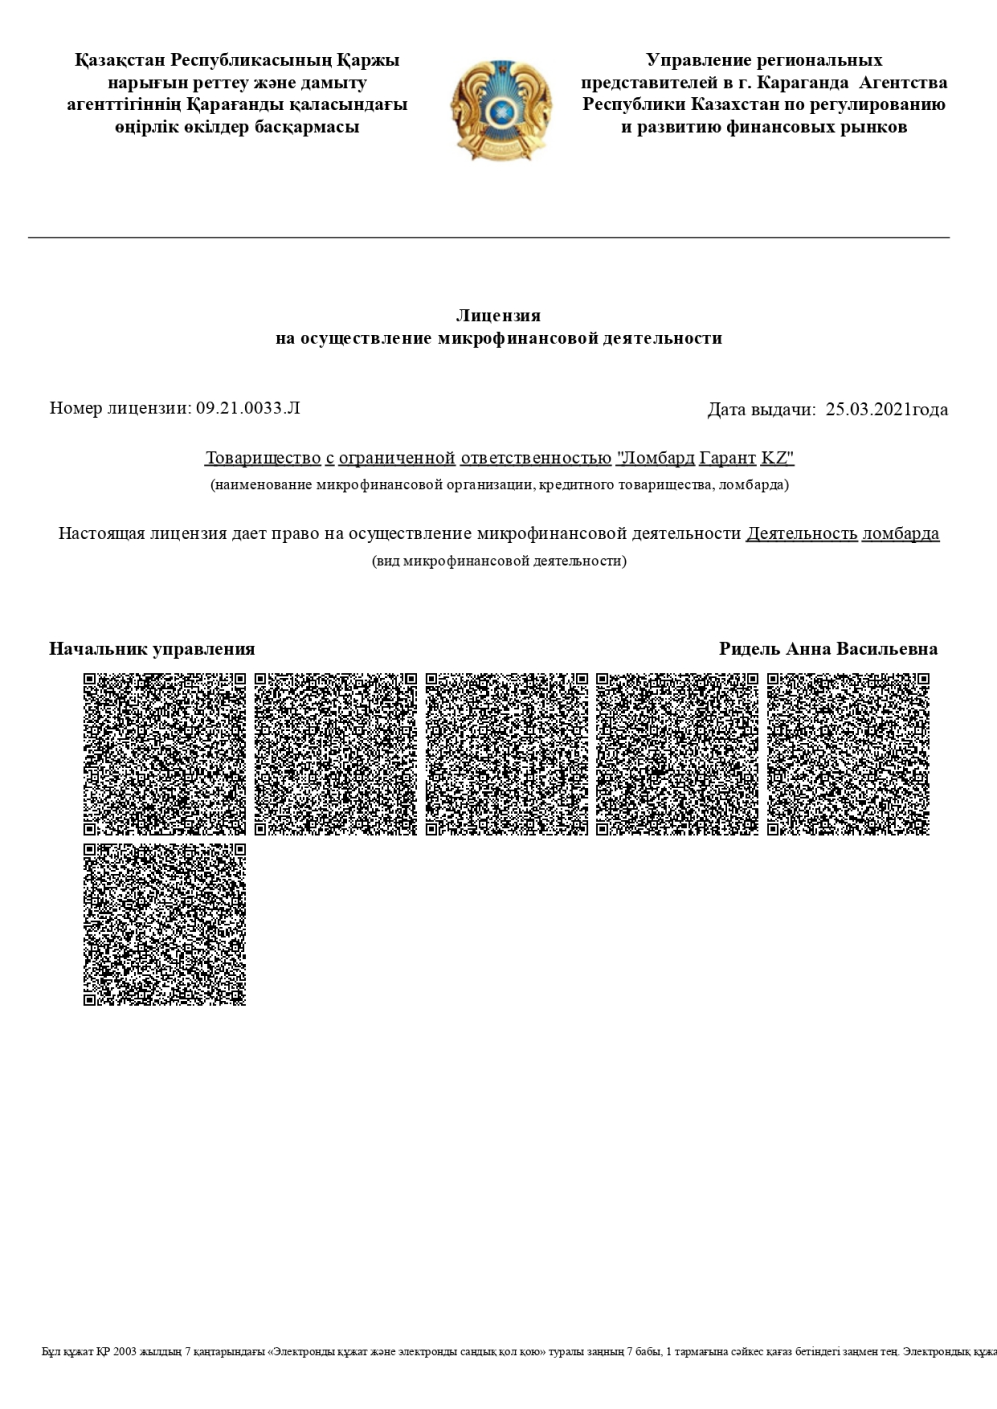 Қазақстан Республикасының Қаржы
нарығын реттеу және дамыту
агенттігіннің Қарағанды қаласындағы
өңірлік өкілдер басқармасы
Управление региональных
представителей в г. Караганда Агентства
Республики Казахстан по регулированию
и развитию финансовых рынков
Лицензия
на осуществление микрофинансовой деятельности
Номер лицензии: 09.21.0033.Л
Дата выдачи: 25.03.2021года
Товарищество с ограниченной ответственностью "Ломбард Гарант KZ"
(наименование микрофинансовой организации, кредитного товарищества, ломбарда)
Настоящая лицензия дает право на осуществление микрофинансовой деятельности Деятельность ломбарда
(вид микрофинансовой деятельности)
Начальник управления
Ридель Анна Васильевна
Бұл құжат ҚР 2003 жылдың 7 қаңтарындағы «Электронды құжат және электронды сандық қол қою» туралы заңның 7 бабы, 1 тармағына сәйкес қағаз бетіндегі заңмен тең. Электрондық құжа